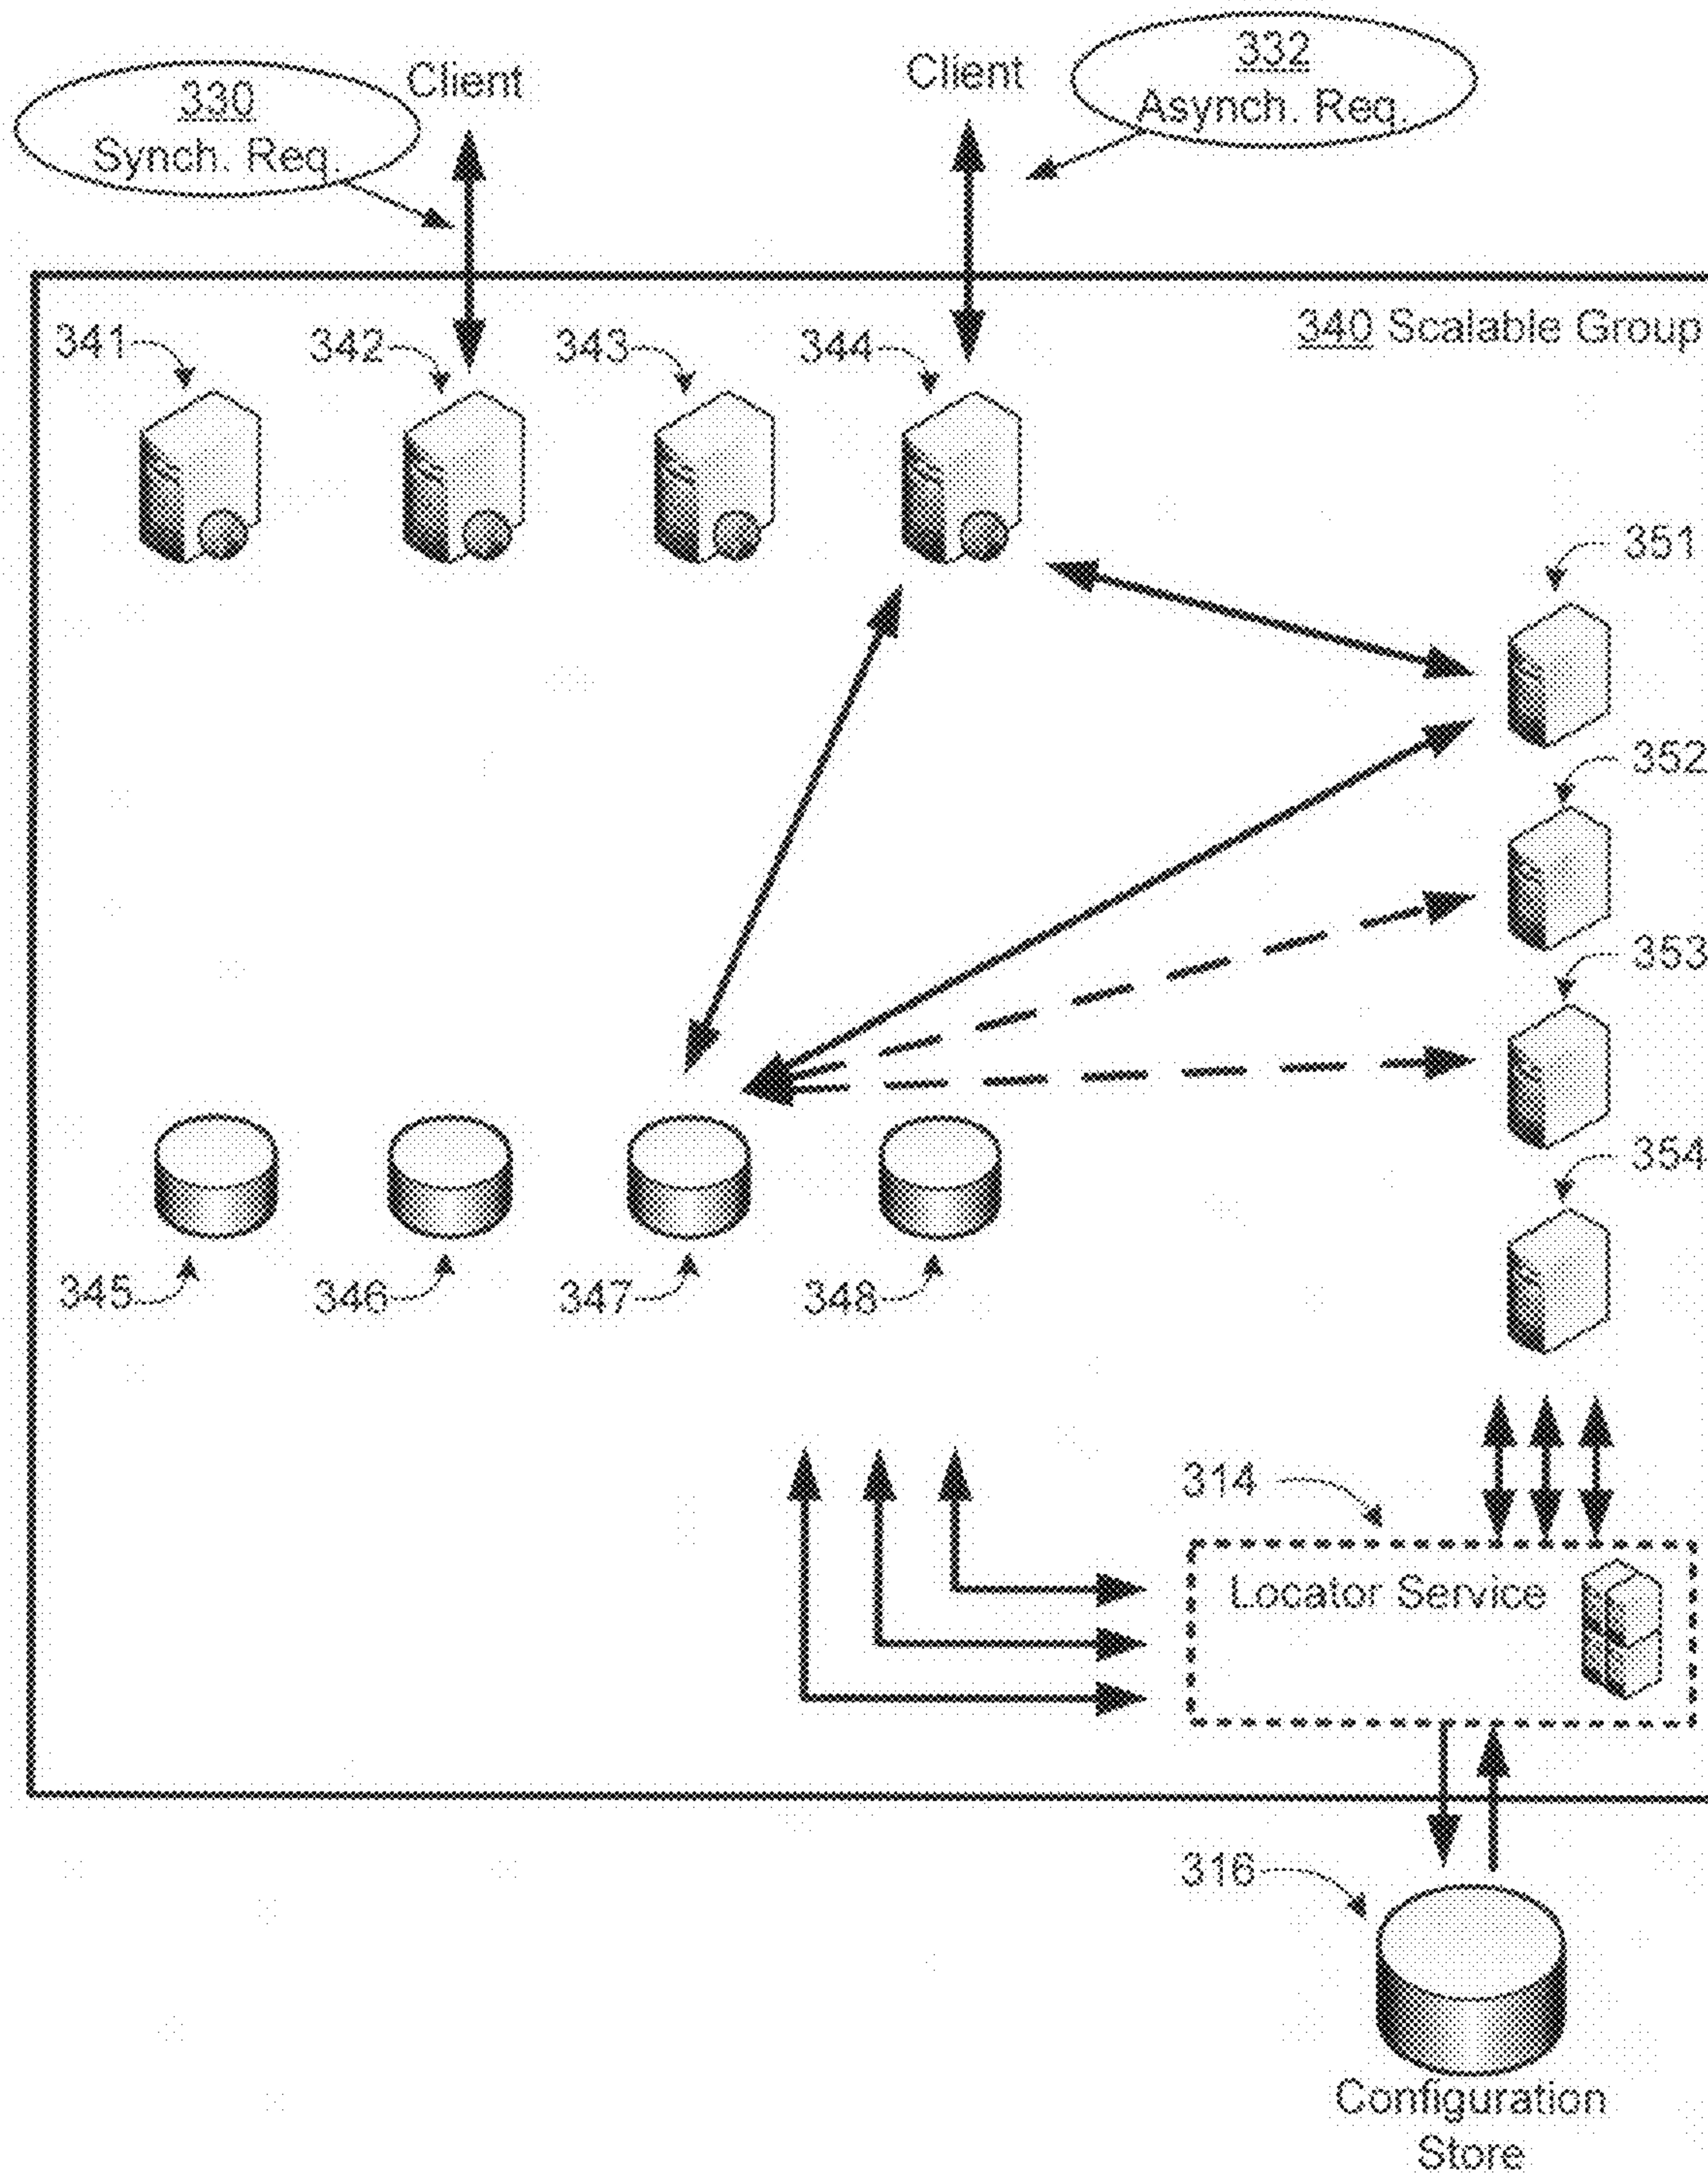 330
Synch. Req.
Client
Client
332
Asynch. Req.
340 Scalable Group
341
342
343
344
351
352
353
354
345
346
347
348
314
Locator Service
316
Configuration
Store